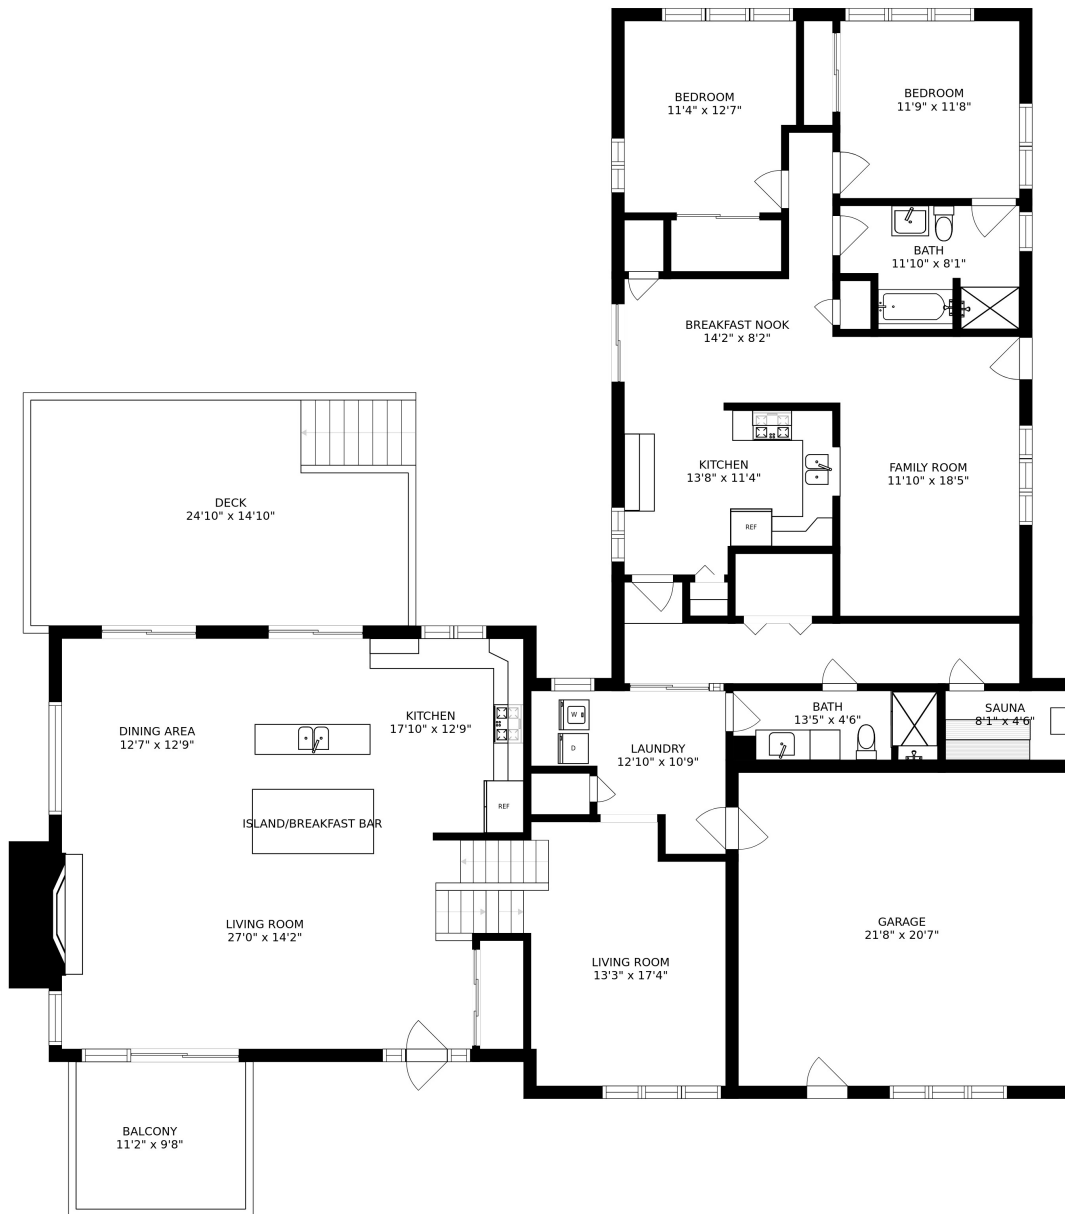 BEDROOM
11'4" x 12'7"
BEDROOM
11'9" x 11'8"
BATH
11'10" x 8'1"
BREAKFAST NOOK
14'2" x 8'2"
KITCHEN
13'8" x 11'4"
FAMILY ROOM
11'10" x 18'5"
REF
DECK
24'10" x 14'10"
DINING AREA
12'7" x 12'9"
KITCHEN
17'10" x 12'9"
W
D
LAUNDRY
12'10" x 10'9"
BATH
13'5" x 4'6"
SAUNA
8'1" x 4'6"
REF
ISLAND/BREAKFAST BAR
LIVING ROOM
27'0" x 14'2"
LIVING ROOM
13'3" x 17'4"
GARAGE
21'8" x 20'7"
BALCONY
11'2" x 9'8"